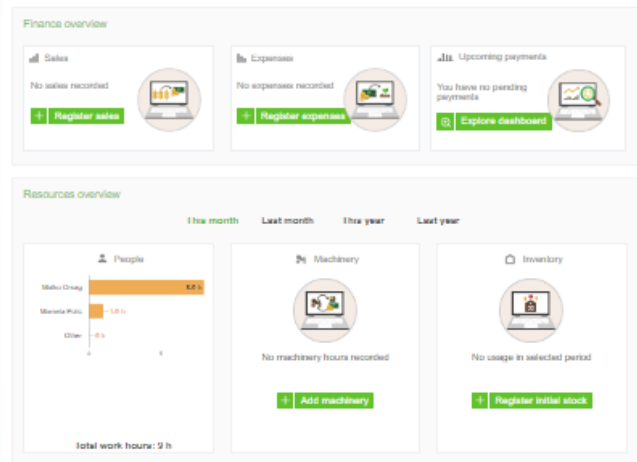 Finance overview
Sales
Expenses
Upcoming payments
No sales recorded
No expenses recorded
You have no pending
payments
Register sales
Register expenses
Explore dashboard
Resources overview
This month Last month This year Last year
People
Machinery
Inventory
Other
No machinery hours recorded
No usage in selected period
Add machinery
Register initial stock
Total work hours: 9 h